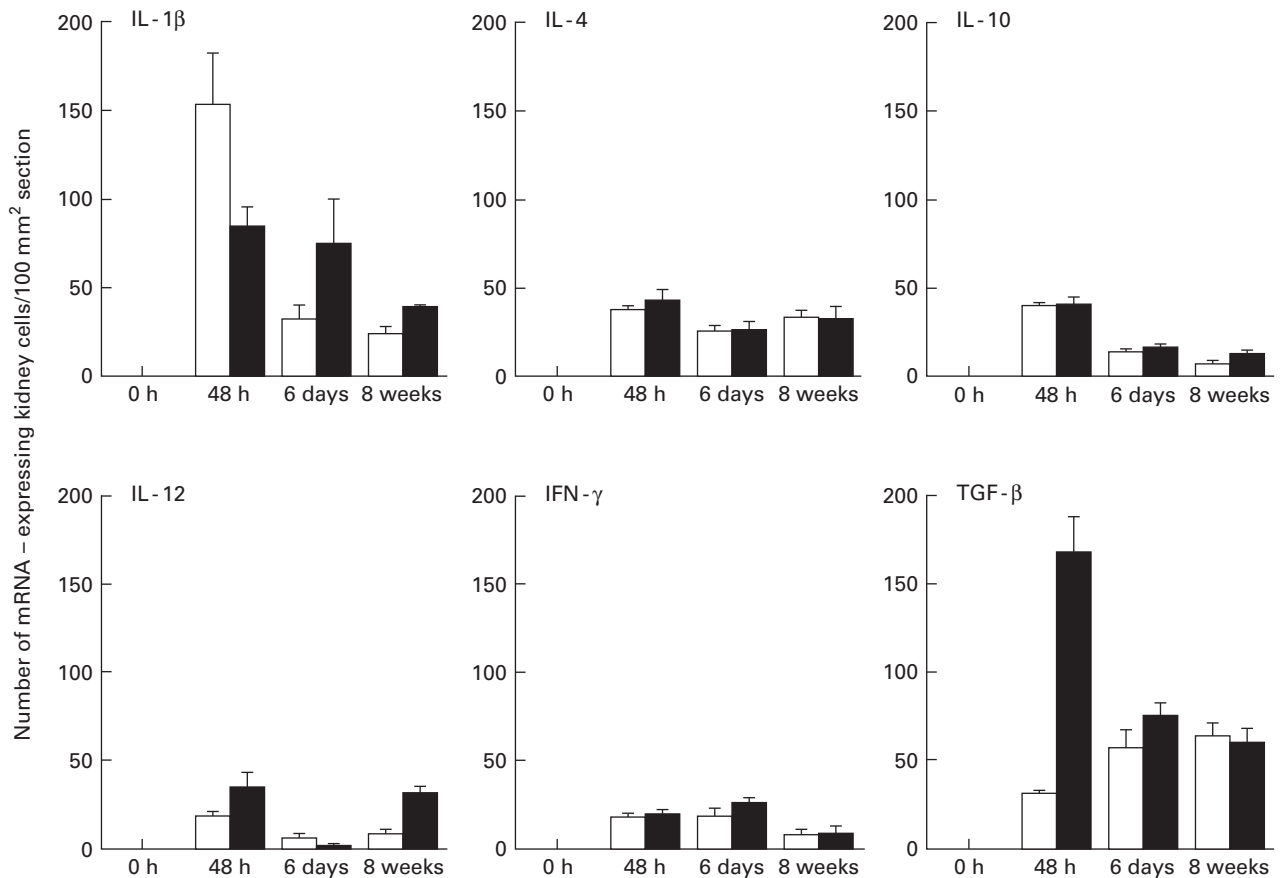 Number of mRNA – expressing kidney cells/100 mm² section
IL-1β
200
150
100
50
0
0 h 48 h 6 days 8 weeks
IL-4
200
150
100
50
0
0 h 48 h 6 days 8 weeks
IL-10
200
150
100
50
0
0 h 48 h 6 days 8 weeks
IL-12
200
150
100
50
0
0 h 48 h 6 days 8 weeks
IFN-γ
200
150
100
50
0
0 h 48 h 6 days 8 weeks
TGF-β
200
150
100
50
0
0 h 48 h 6 days 8 weeks